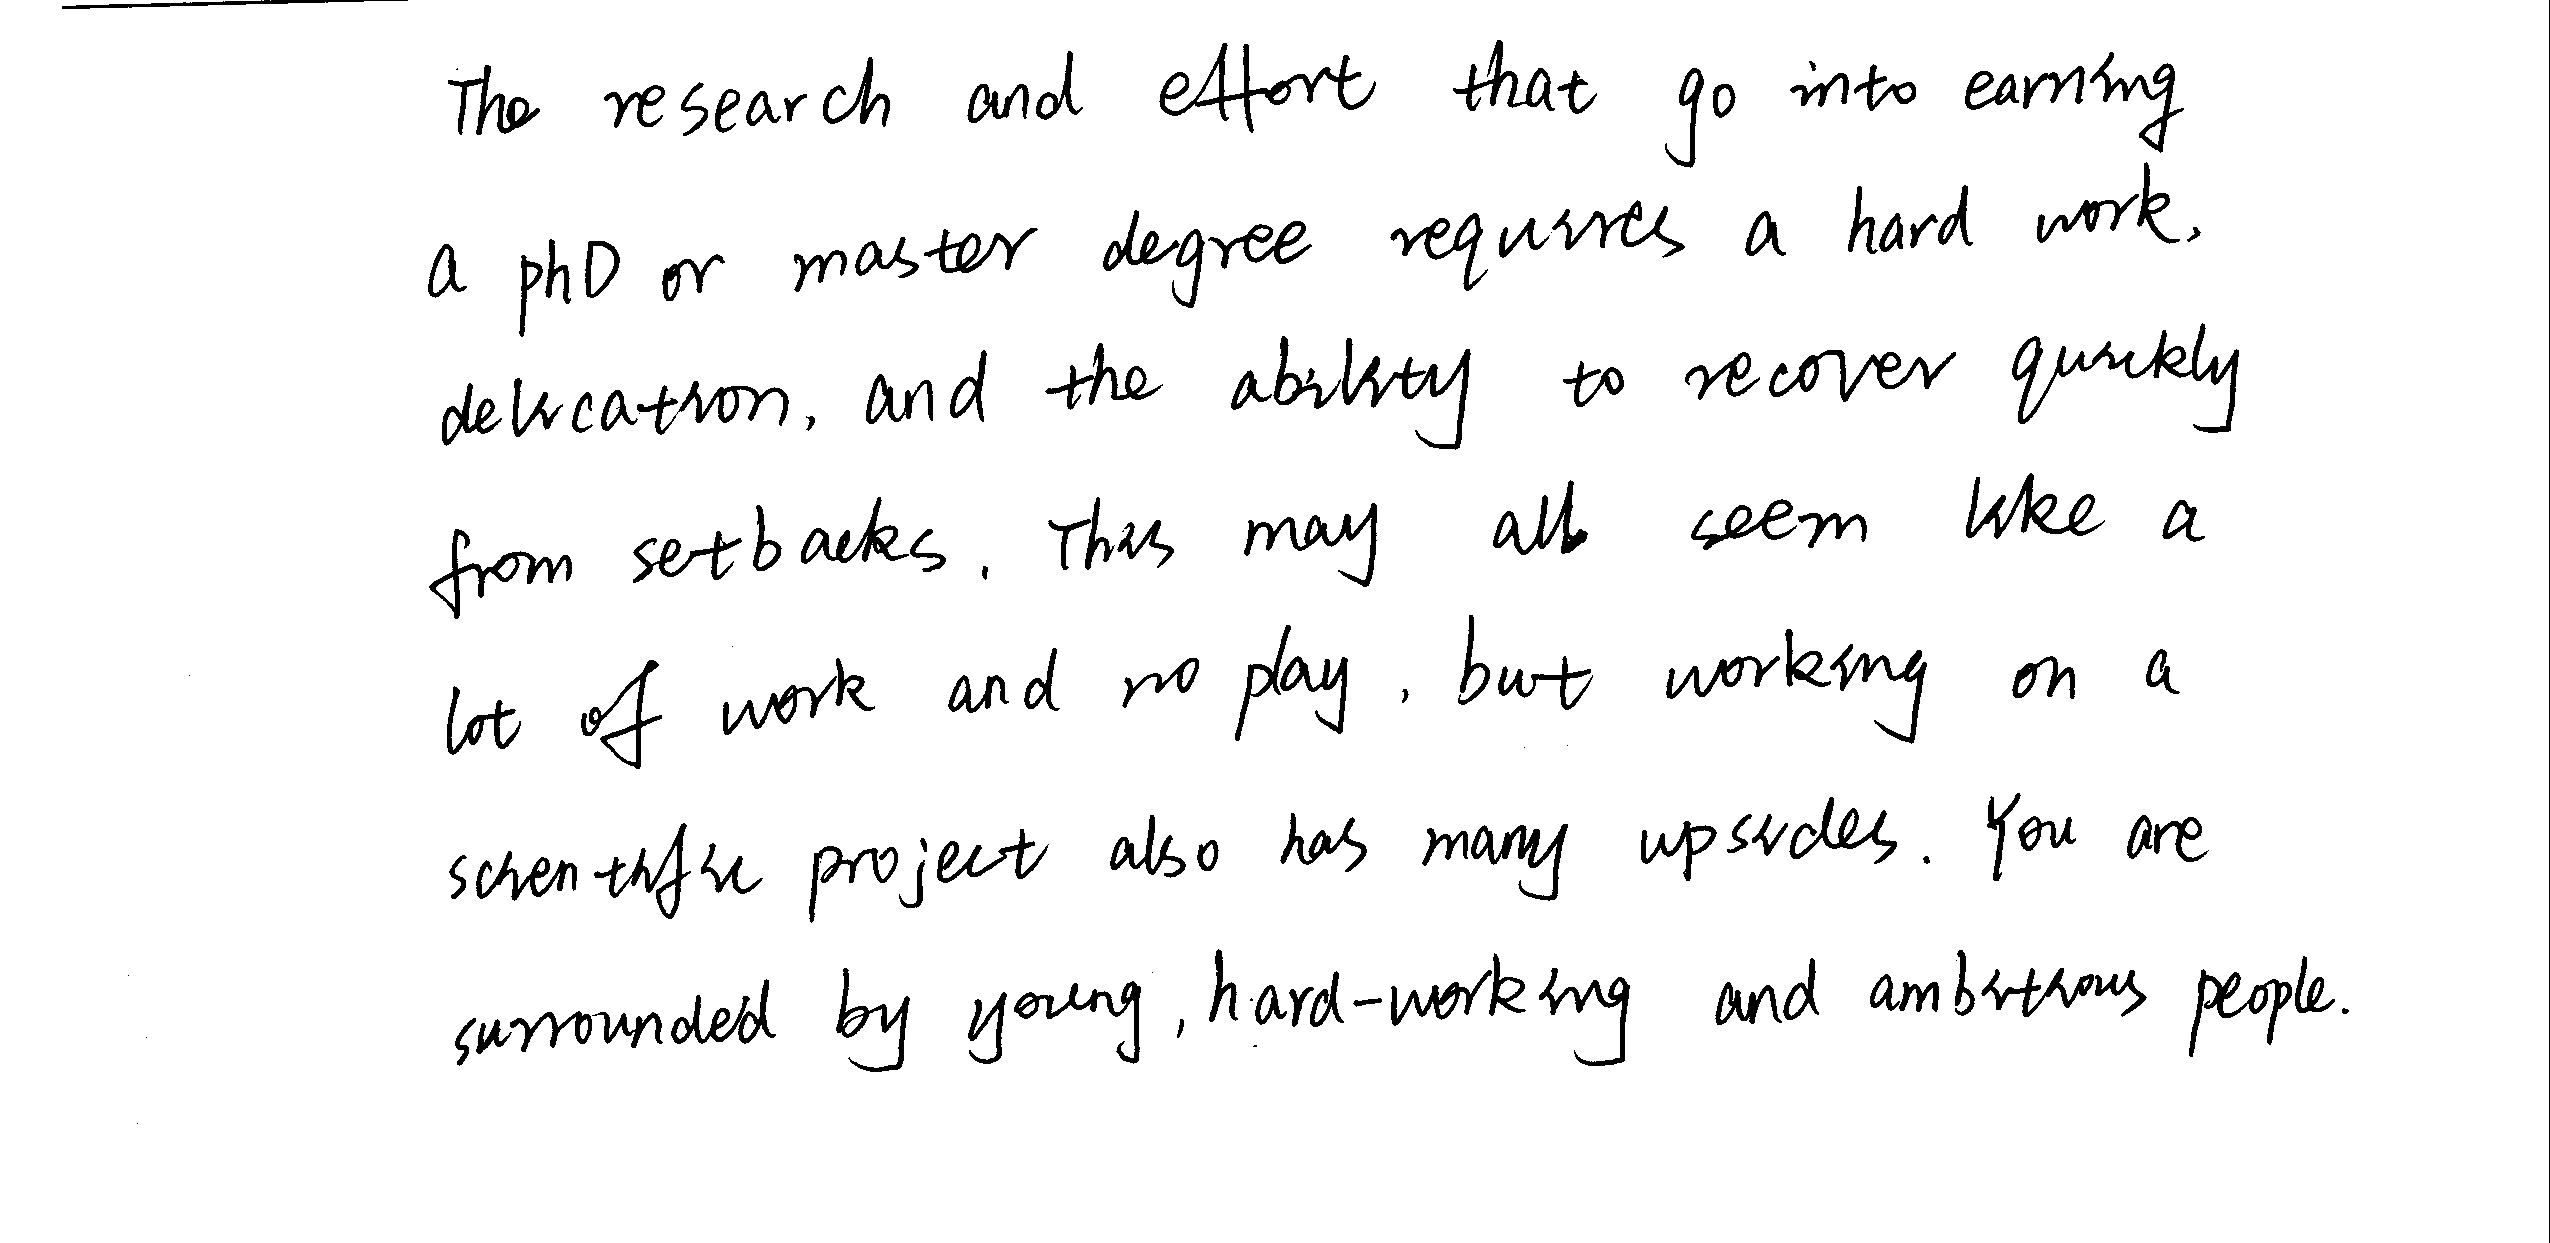 The research and effort that go into earning
a phD or master degree requires a hard work,
delication, and the ability to recover quickly
from setbacks. This may all seem like a
lot of work and no play, but working on a
scientific project also has many upsides. You are
surrounded by young, hard-working and ambitious people.